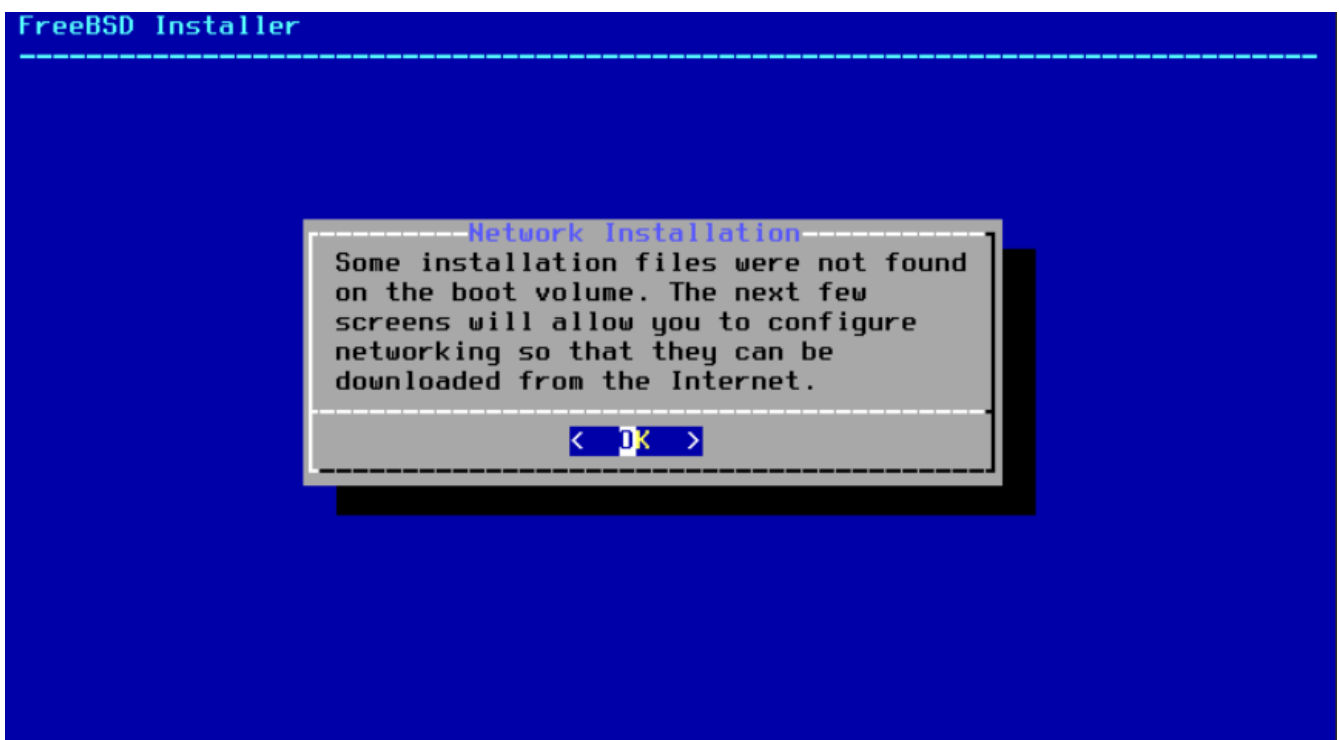 FreeBSD Installer
Network Installation
Some installation files were not found
on the boot volume. The next few
screens will allow you to configure
networking so that they can be
downloaded from the Internet.
< OK >